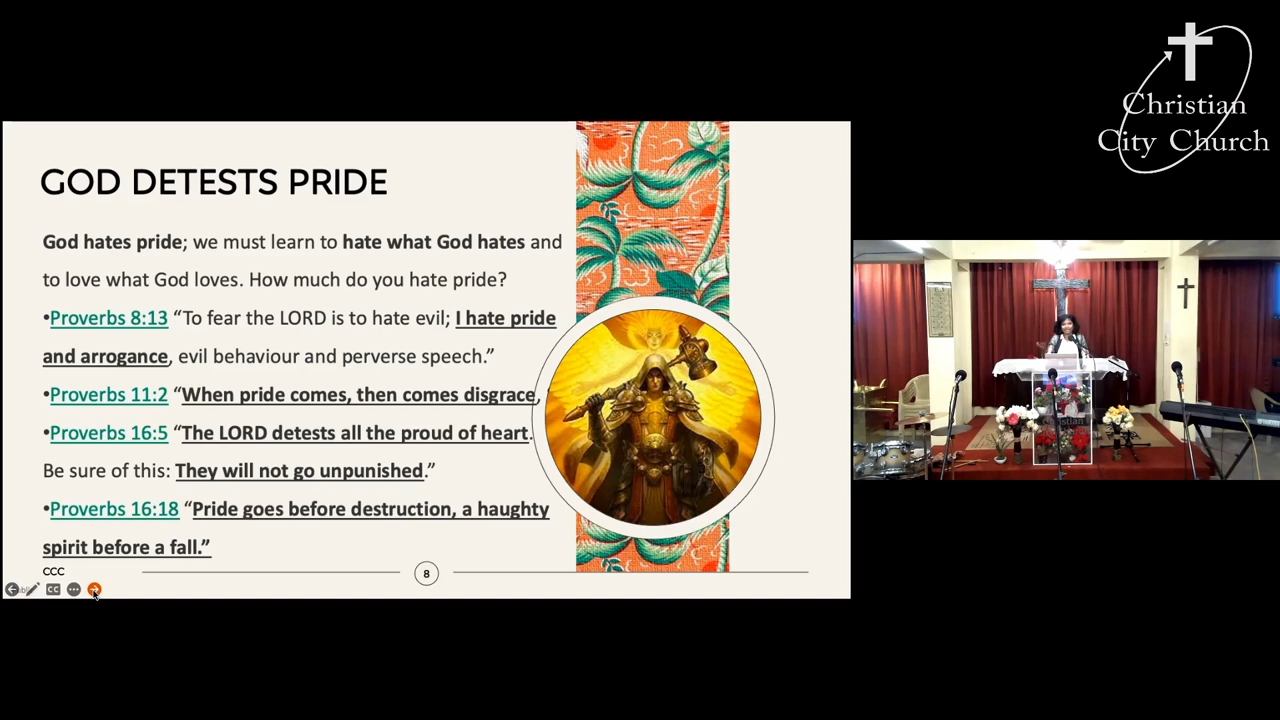 Christian
City Church
GOD DETESTS PRIDE
God hates pride; we must learn to hate what God hates and
to love what God loves. How much do you hate pride?
•Proverbs 8:13 “To fear the LORD is to hate evil; I hate pride
and arrogance, evil behaviour and perverse speech.”
•Proverbs 11:2 “When pride comes, then comes disgrace,
•Proverbs 16:5 “The LORD detests all the proud of heart.
Be sure of this: They will not go unpunished.”
•Proverbs 16:18 “Pride goes before destruction, a haughty
spirit before a fall.”
CCC
8
CC
Christian